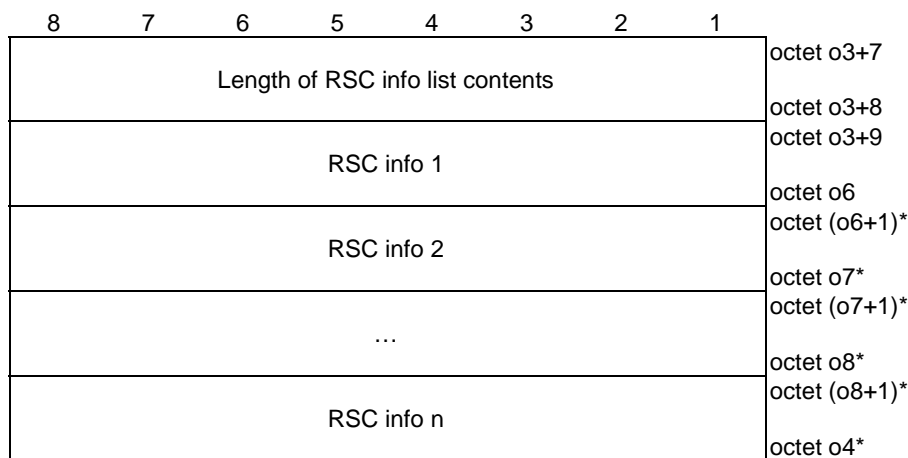 8 7 6 5 4 3 2 1
octet o3+7
Length of RSC info list contents
octet o3+8
octet o3+9
RSC info 1
octet o6
octet (o6+1)*
RSC info 2
octet o7*
octet (o7+1)*
…
octet o8*
octet (o8+1)*
RSC info n
octet o4*